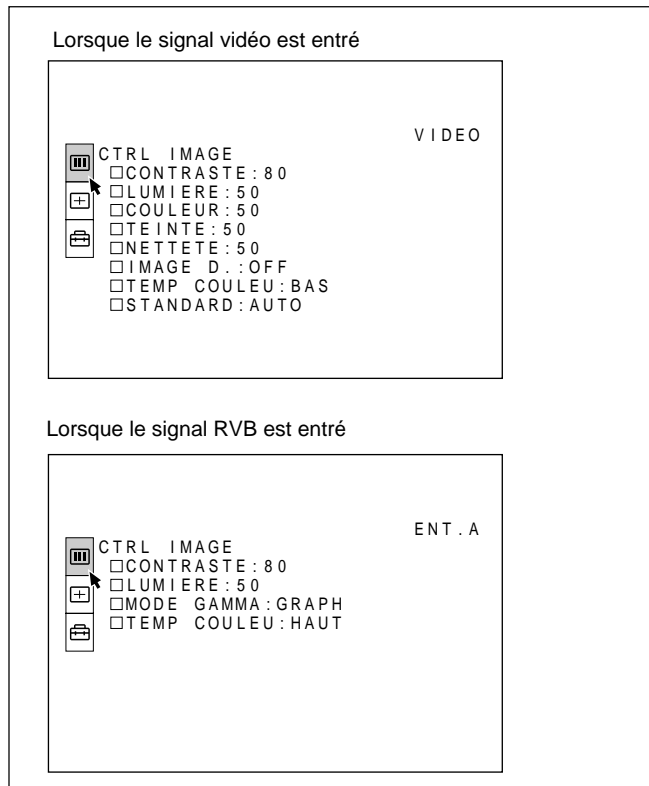 Lorsque le signal vidéo est entré
VIDEO
CTRL IMAGE
□CONTRASTE:80
□LUMIERE:50
□COULEUR:50
□TEINTE:50
□NETTETE:50
□IMAGE D.:OFF
□TEMP COULEU:BAS
□STANDARD:AUTO
Lorsque le signal RVB est entré
ENT.A
CTRL IMAGE
□CONTRASTE:80
□LUMIERE:50
□MODE GAMMA:GRAPH
□TEMP COULEU:HAUT